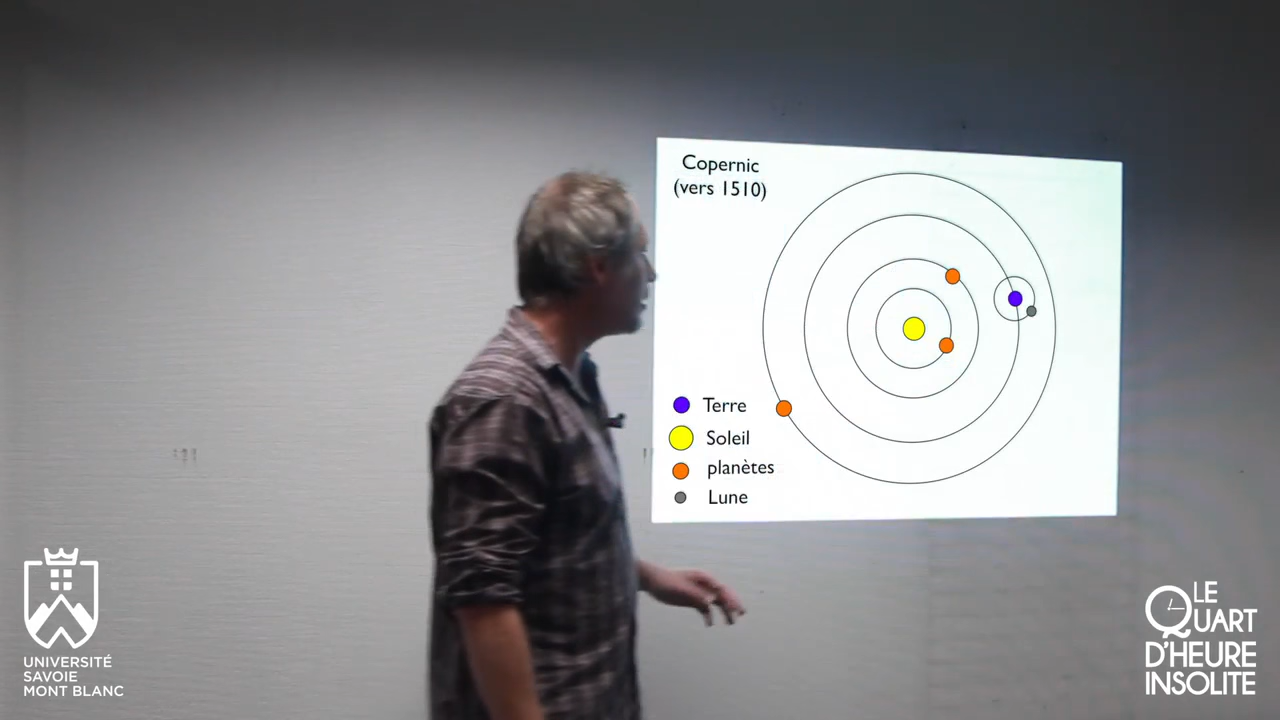 Copernic
(vers 1510)
Terre
Soleil
planètes
Lune
UNIVERSITÉ
SAVOIE
MONT BLANC
LE
QUART
D'HEURE
INSOLITE